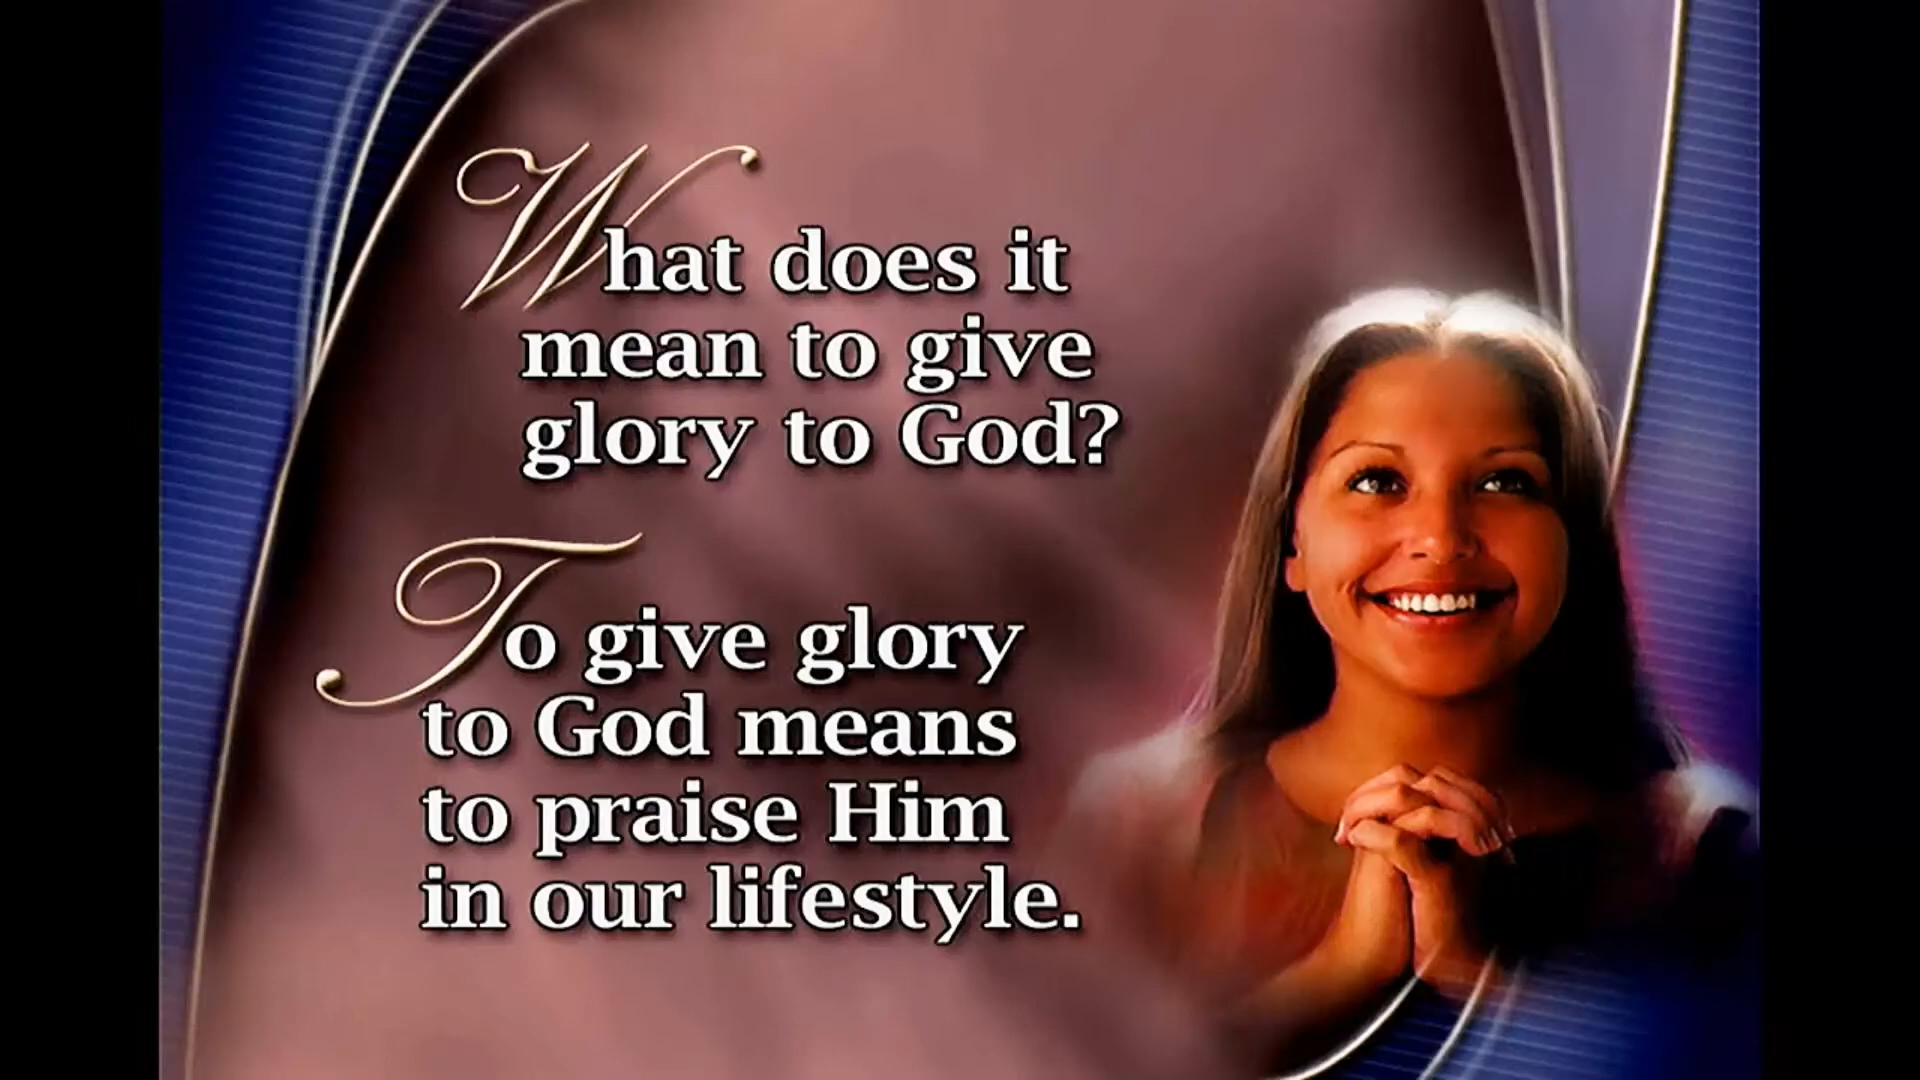 What does it
mean to give
glory to God?
To give glory
to God means
to praise Him
in our lifestyle.